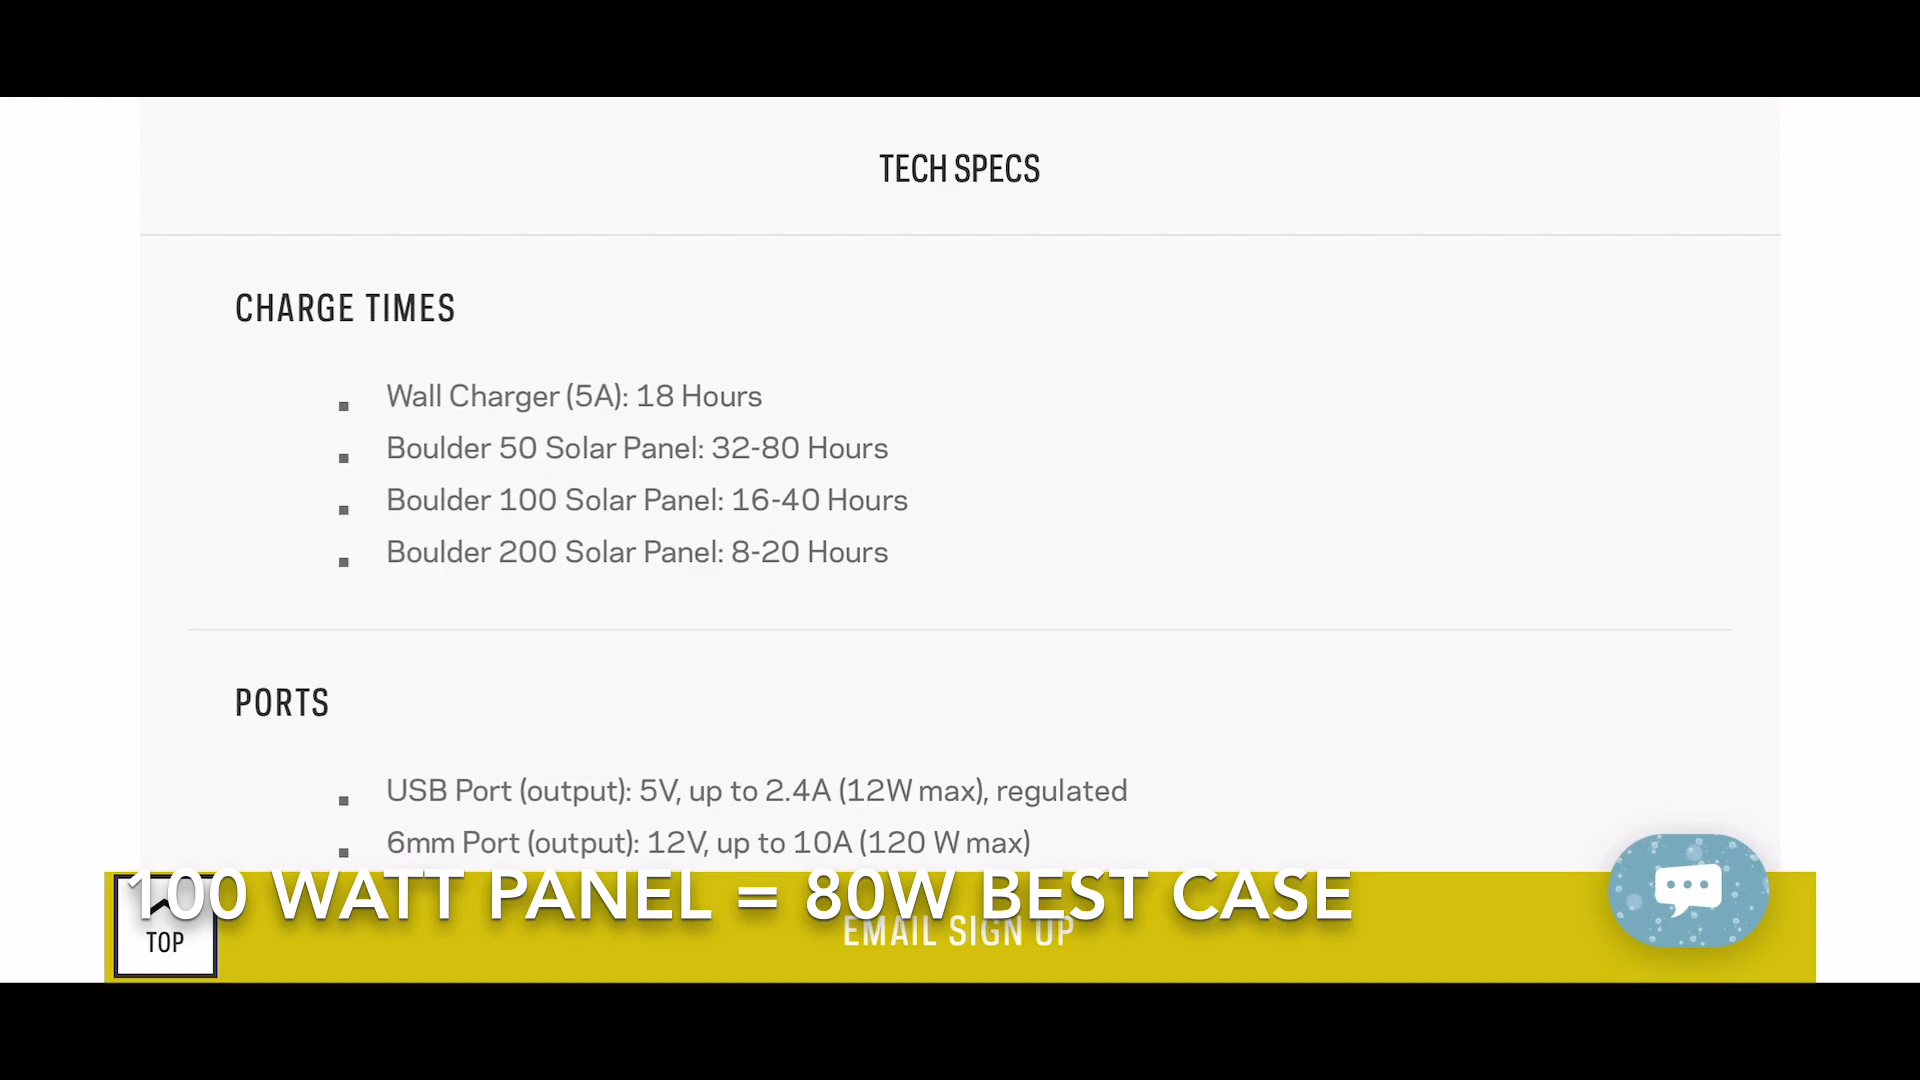 TECH SPECS
CHARGE TIMES
Wall Charger (5A): 18 Hours
Boulder 50 Solar Panel: 32-80 Hours
Boulder 100 Solar Panel: 16-40 Hours
Boulder 200 Solar Panel: 8-20 Hours
PORTS
USB Port (output): 5V, up to 2.4A (12W max), regulated
6mm Port (output): 12V, up to 10A (120 W max)
100 WATT PANEL = 80W BEST CASE
TOP
EMAIL SIGN UP